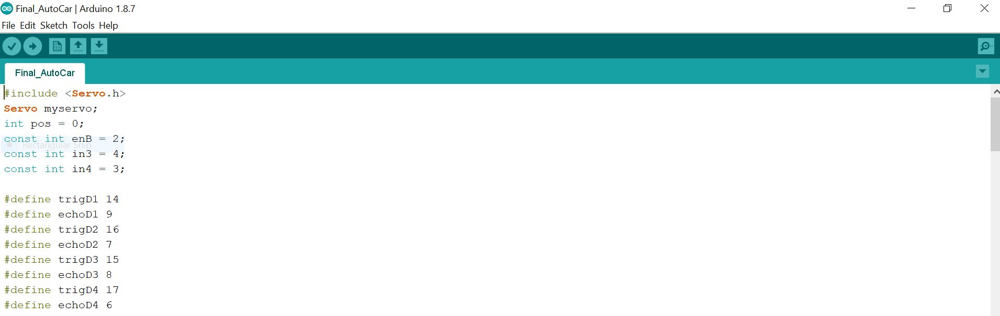 Final_AutoCar | Arduino 1.8.7
File Edit Sketch Tools Help
Final_AutoCar
#include <Servo.h>
Servo myservo;
int pos = 0;
const int enB = 2;
Rectangular Snip
const int in3 = 4;
const int in4 = 3;
#define trigD1 14
#define echoD1 9
#define trigD2 16
#define echoD2 7
#define trigD3 15
#define echoD3 8
#define trigD4 17
#define echoD4 6